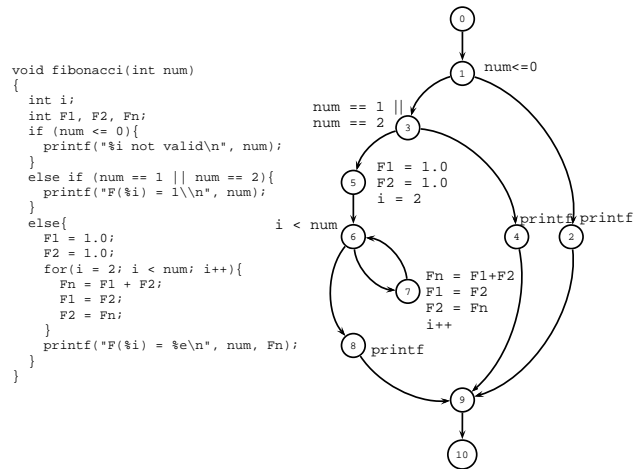 void fibonacci(int num)
{
int i;
int F1, F2, Fn;
if (num <= 0){
printf("%i not valid\n", num);
}
else if (num == 1 || num == 2){
printf("F(%i) = 1\\n", num);
}
else{
F1 = 1.0;
F2 = 1.0;
for(i = 2; i < num; i++){
Fn = F1 + F2;
F1 = F2;
F2 = Fn;
}
printf("F(%i) = %e\n", num, Fn);
}
}
0
1
num<=0
num == 1 ||
num == 2
3
5
F1 = 1.0
F2 = 1.0
i = 2
i < num
6
4
printf
2
printf
7
Fn = F1+F2
F1 = F2
F2 = Fn
i++
8
printf
9
10